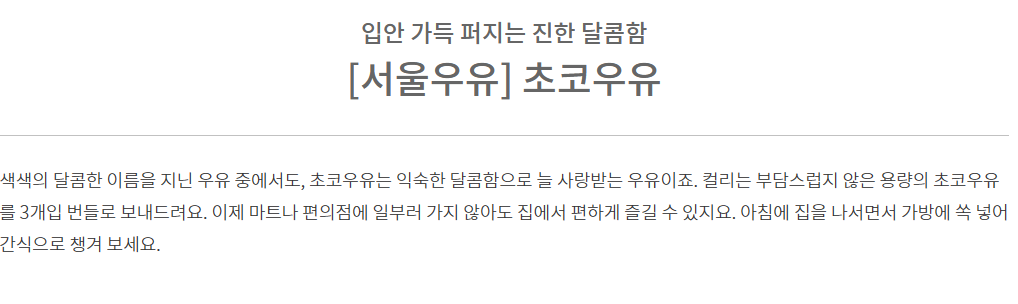 입안 가득 퍼지는 진한 달콤함
[서울우유] 초코우유
색색의 달콤한 이름을 지닌 우유 중에서도, 초코우유는 익숙한 달콤함으로 늘 사랑받는 우유이죠. 컬리는 부담스럽지 않은 용량의 초코우유
를 3개입 번들로 보내드려요. 이제 마트나 편의점에 일부러 가지 않아도 집에서 편하게 즐길 수 있지요. 아침에 집을 나서면서 가방에 쏙 넣어
간식으로 챙겨 보세요.